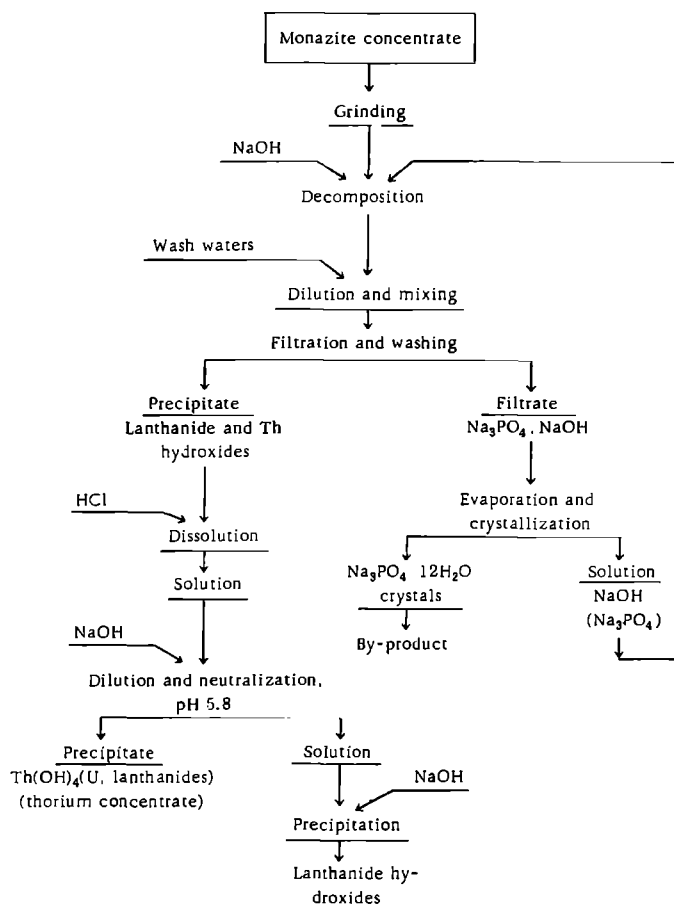 Monazite concentrate
Grinding
NaOH
Decomposition
Wash waters
Dilution and mixing
Filtration and washing
Precipitate
Lanthanide and Th
hydroxides
Filtrate
Na₃PO₄, NaOH
HCl
Dissolution
Solution
Evaporation and
crystallization
Na₃PO₄ 12H₂O
crystals
By-product
Solution
NaOH
(Na₃PO₄)
NaOH
Dilution and neutralization,
pH 5.8
Precipitate
Th(OH)₄(U, lanthanides)
(thorium concentrate)
Solution
NaOH
Precipitation
Lanthanide hy-
droxides